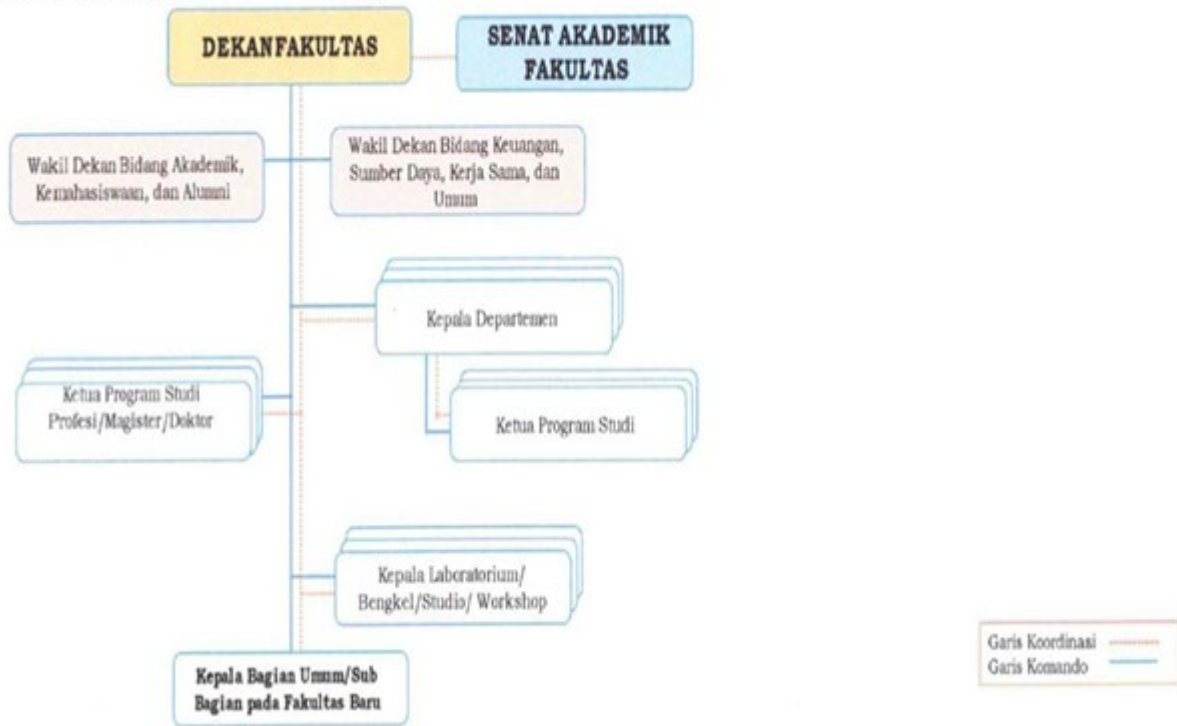 DEKANFAKULTAS
SENAT AKADEMIK
FAKULTAS
Wakil Dekan Bidang Akademik,
Kemahasiswaan, dan Alumni
Wakil Dekan Bidang Keuangan,
Sumber Daya, Kerja Sama, dan
Umum
Kepala Departemen
Ketua Program Studi
Profesi/Magister/Doktor
Ketua Program Studi
Kepala Laboratorium/
Bengkel/Studio/ Workshop
Kepala Bagian Umum/Sub
Bagian pada Fakultas Baru
Garis Koordinasi
Garis Komando